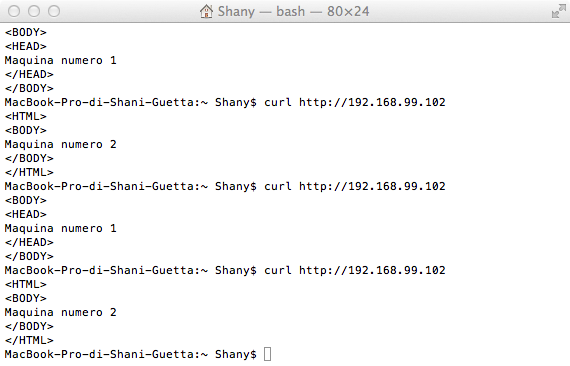 Shany — bash — 80×24
<BODY>
<HEAD>
Maquina numero 1
</HEAD>
</BODY>
MacBook-Pro-di-Shani-Guetta:~ Shany$ curl http://192.168.99.102
<HTML>
<BODY>
Maquina numero 2
</BODY>
</HTML>
MacBook-Pro-di-Shani-Guetta:~ Shany$ curl http://192.168.99.102
<BODY>
<HEAD>
Maquina numero 1
</HEAD>
</BODY>
MacBook-Pro-di-Shani-Guetta:~ Shany$ curl http://192.168.99.102
<HTML>
<BODY>
Maquina numero 2
</BODY>
</HTML>
MacBook-Pro-di-Shani-Guetta:~ Shany$